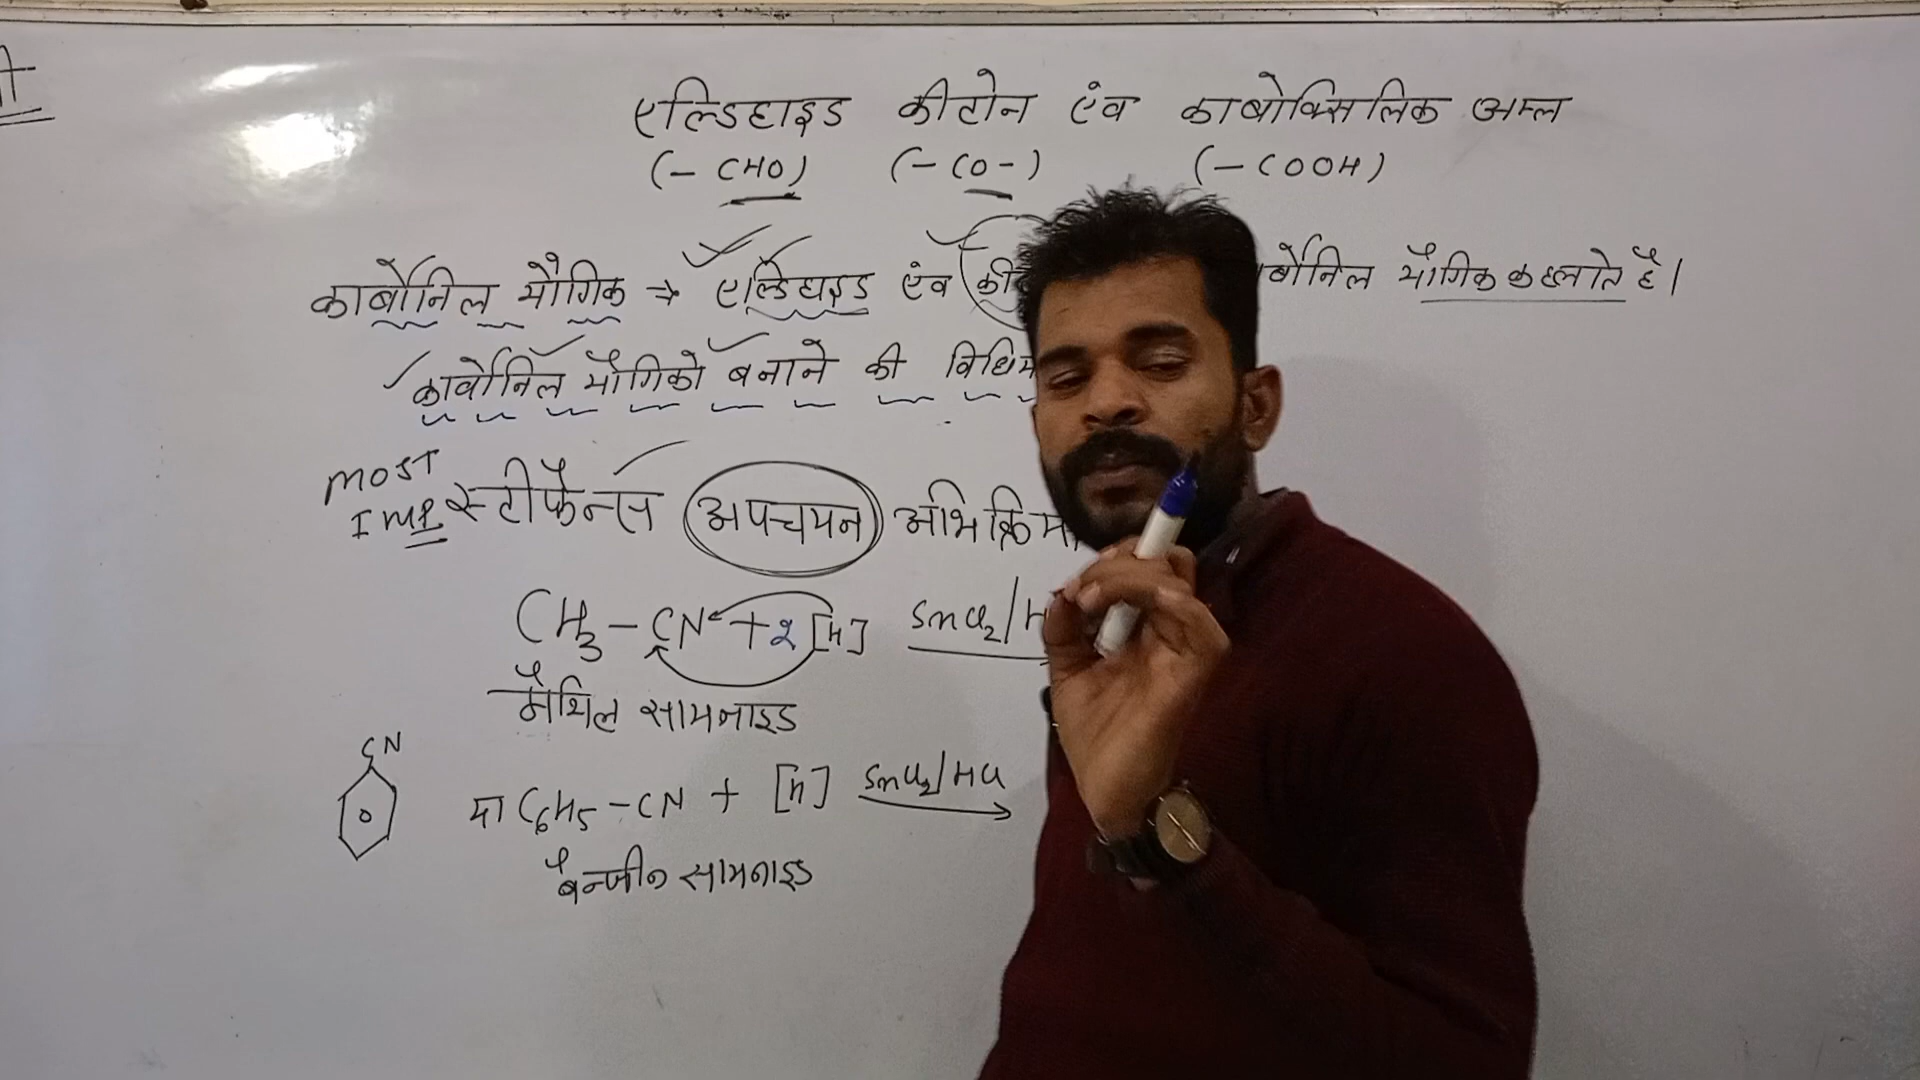 एल्डिहाइड कीटोन एंव कार्बोक्सिलिक अम्ल
(-CHO) (-CO-) (-COOH)
कार्बोनिल यौगिक → एल्डिहाइड एंव की र्बोनिल यौगिक कहलाते है।
कार्बोनिल यौगिको बनाने की विधिय
MOST
IMP स्टीफैन्स अपचयन अभिक्रिया
CH3-CN+2[H] SnCl2/H
मैथिल सायनाइड
CN
या C6H5-CN + [H] SnCl2/HCl
बैन्जीन सायनाइड